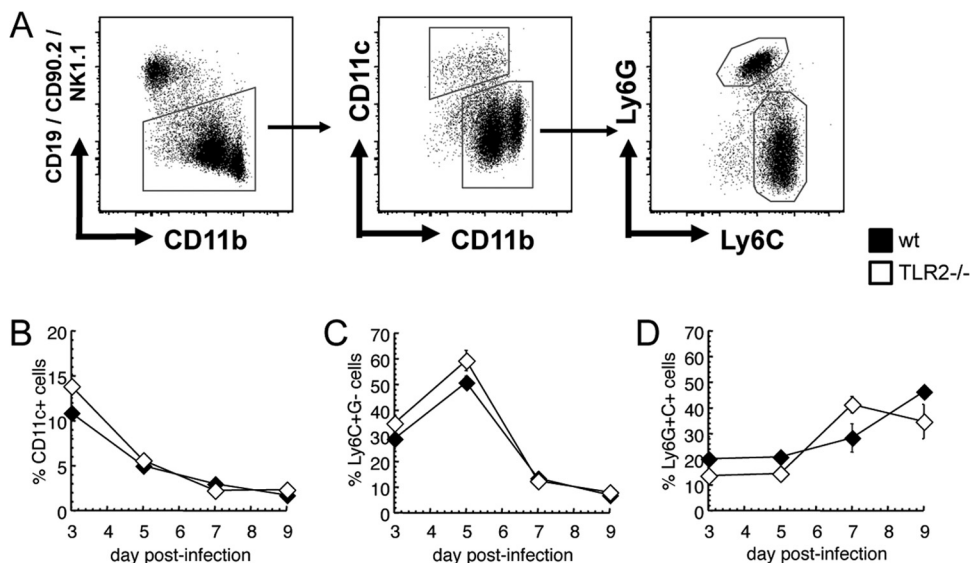 A
CD19 / CD90.2 /
NK1.1
CD11b
CD11c
CD11b
Ly6G
Ly6C
wt
TLR2-/-
B
% CD11c+ cells
20
15
10
5
0
3 4 5 6 7 8 9
day post-infection
C
% Ly6C+G- cells
70
60
50
40
30
20
10
0
3 4 5 6 7 8 9
day post-infection
D
% Ly6G+C+ cells
70
60
50
40
30
20
10
0
3 4 5 6 7 8 9
day post-infection